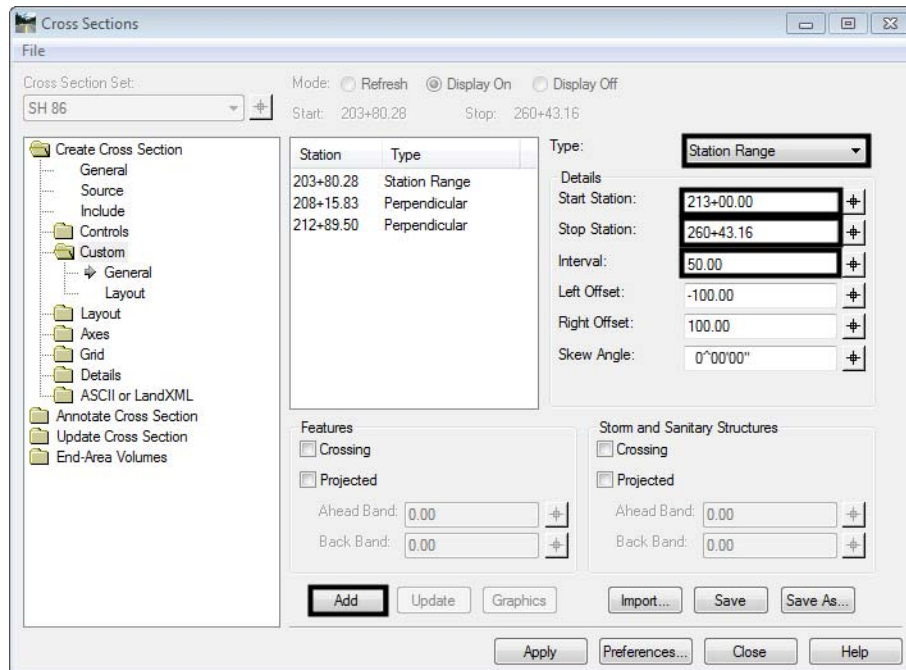 Cross Sections
File
Cross Section Set:
SH 86
Mode: Refresh Display On Display Off
Start: 203+80.28 Stop: 260+43.16
Create Cross Section
General
Source
Include
Controls
Custom
General
Layout
Layout
Axes
Grid
Details
ASCII or LandXML
Annotate Cross Section
Update Cross Section
End-Area Volumes
Station Type
203+80.28 Station Range
208+15.83 Perpendicular
212+89.50 Perpendicular
Type: Station Range
Details
Start Station: 213+00.00
Stop Station: 260+43.16
Interval: 50.00
Left Offset: -100.00
Right Offset: 100.00
Skew Angle: 0^00'00"
Features
Crossing
Projected
Ahead Band: 0.00
Back Band: 0.00
Storm and Sanitary Structures
Crossing
Projected
Ahead Band: 0.00
Back Band: 0.00
Add Update Graphics Import... Save Save As...
Apply Preferences... Close Help